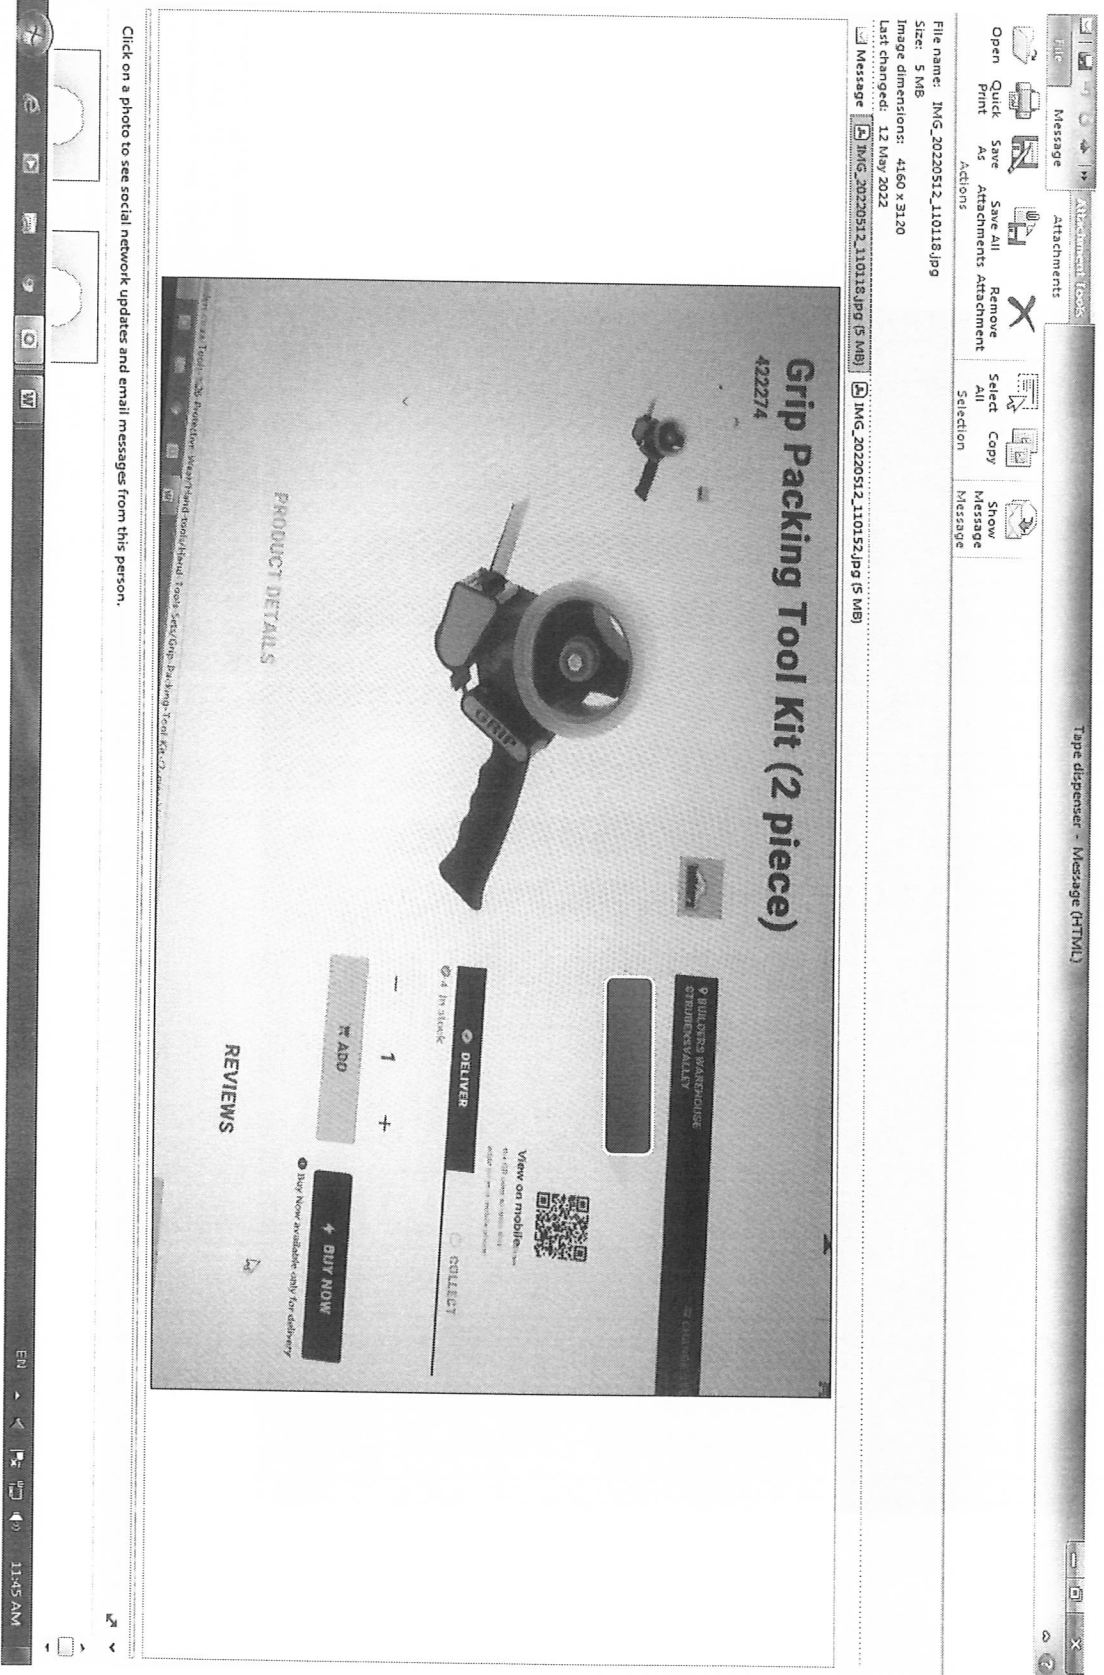 Tape dispenser - Message (HTML)
Attachment Tools
File Message Attachments
Open
Quick Print
Save As
Save All Attachments
Remove Attachment
Select All
Copy
Show Message
Actions
Selection
Message
File name: IMG_20220512_110118.jpg
Size: 5 MB
Image dimensions: 4160 x 3120
Last changed: 12 May 2022
Message IMG_20220512_110118.jpg (5 MB) IMG_20220512_110152.jpg (5 MB)
Grip Packing Tool Kit (2 piece)
422274
builders
BUILDERS WAREHOUSE
STRUBENSVALLEY
GRIP
View on mobile
DELIVER
COLLECT
4 in stock
- 1 +
ADD
BUY NOW
Buy Now available only for delivery
PRODUCT DETAILS
REVIEWS
Click on a photo to see social network updates and email messages from this person.
EN
11:45 AM